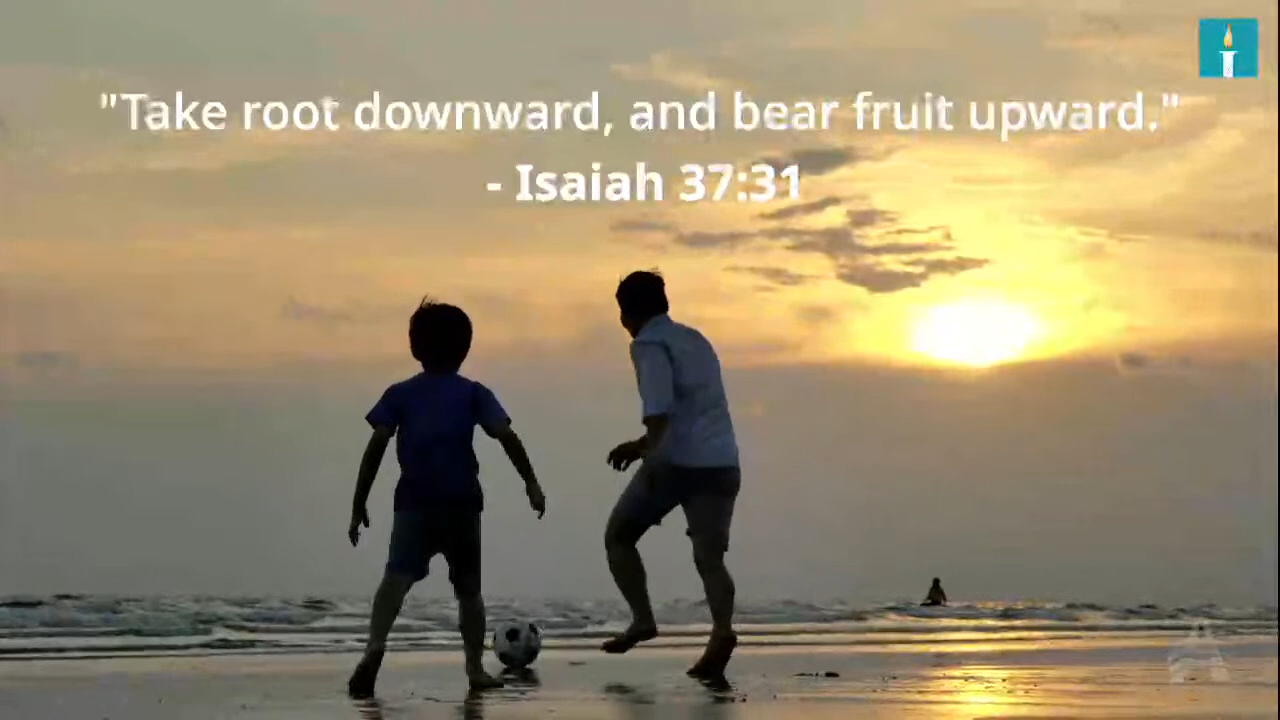 "Take root downward, and bear fruit upward."
- Isaiah 37:31